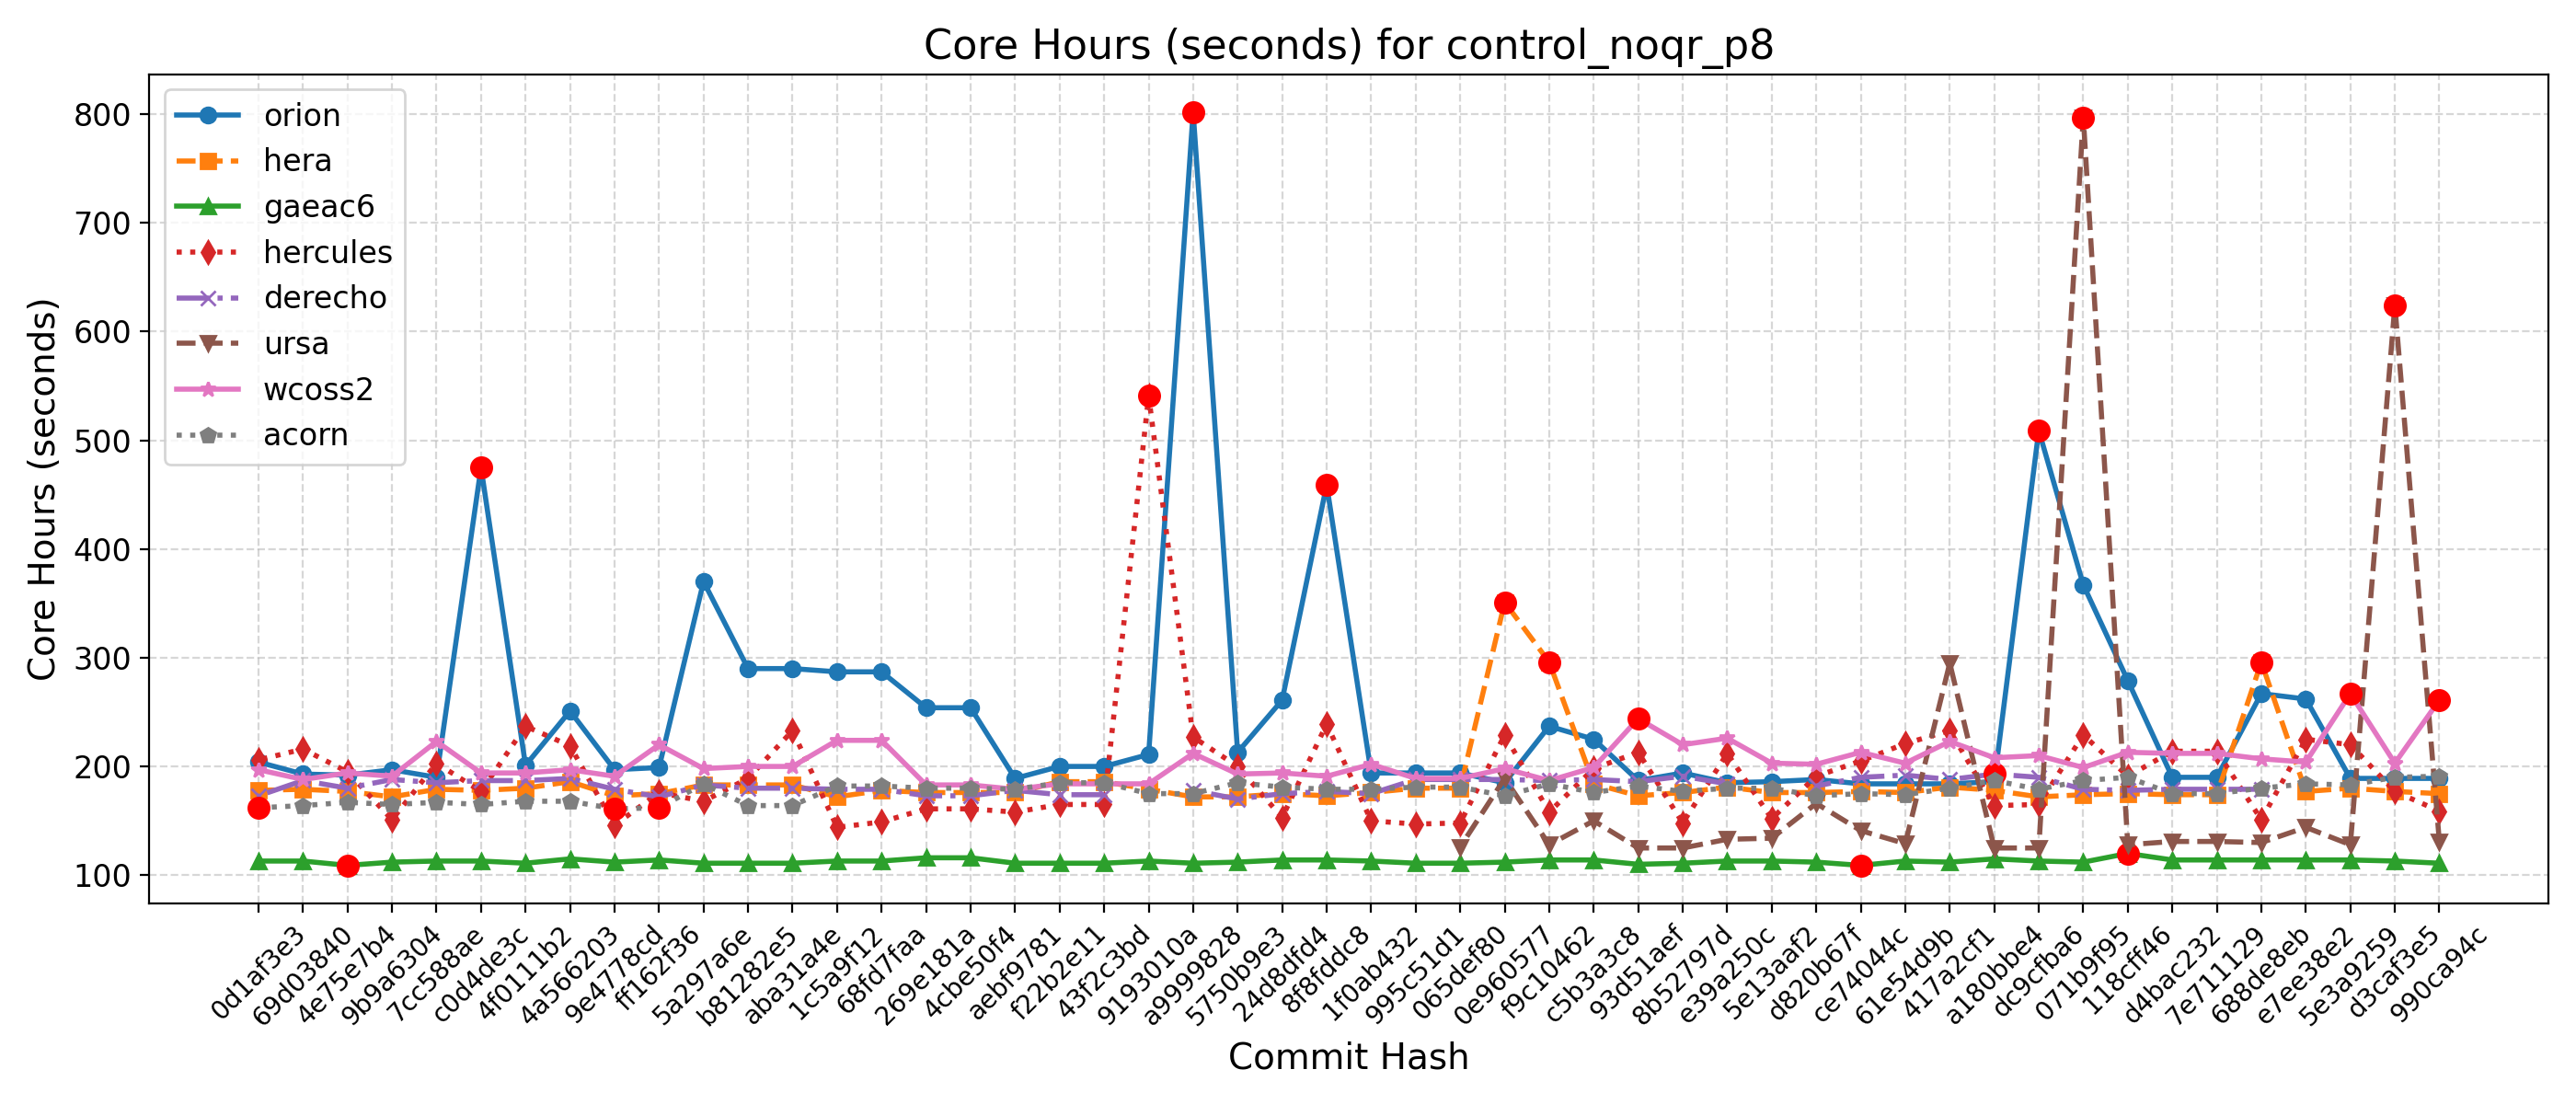 Core Hours (seconds) for control_noqr_p8
Core Hours (seconds)
800
700
600
500
400
300
200
100
orion
hera
gaeac6
hercules
derecho
ursa
wcoss2
acorn
0d1af3e3
69d03840
4e75e7b4
9b9a6304
7cc588ae
c0d4de3c
4f0111b2
4a566203
9e4778cd
ff162f36
5a297a6e
b81282e5
aba31a4e
1c5a9f12
68fd7faa
269e181a
4cbe50f4
aebf9781
f22b2e11
43f2c3bd
9193010a
a9999828
5750b9e3
24d8dfd4
8f8fddc8
1f0ab432
995c51d1
065def80
0e960577
f9c10462
c5b3a3c8
93d51aef
8b52797d
e39a250c
5e13aaf2
d820b67f
ce74044c
61e54d9b
417a2cf1
a180bbe4
dc9cfba6
071b9f95
118cff46
d4bac232
7e711129
688de8eb
e7ee38e2
5e3a9259
d3caf3e5
990ca94c
Commit Hash